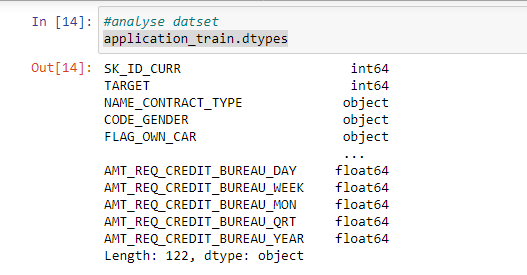 In [14]: #analyse datset
application_train.dtypes
Out[14]: SK_ID_CURR int64
TARGET int64
NAME_CONTRACT_TYPE object
CODE_GENDER object
FLAG_OWN_CAR object
...
AMT_REQ_CREDIT_BUREAU_DAY float64
AMT_REQ_CREDIT_BUREAU_WEEK float64
AMT_REQ_CREDIT_BUREAU_MON float64
AMT_REQ_CREDIT_BUREAU_QRT float64
AMT_REQ_CREDIT_BUREAU_YEAR float64
Length: 122, dtype: object